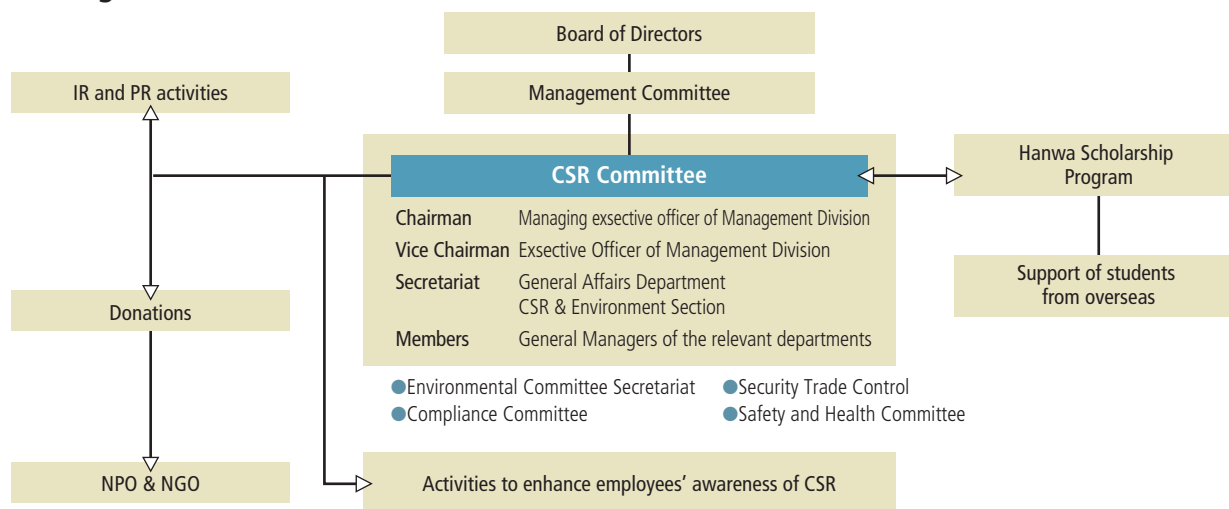 Board of Directors
Management Committee
IR and PR activities
CSR Committee
Chairman Managing exsective officer of Management Division
Vice Chairman Exsective Officer of Management Division
Secretariat General Affairs Department
CSR & Environment Section
Members General Managers of the relevant departments
Hanwa Scholarship
Program
Support of students
from overseas
Donations
●Environmental Committee Secretariat ●Security Trade Control
●Compliance Committee ●Safety and Health Committee
NPO & NGO
Activities to enhance employees’ awareness of CSR